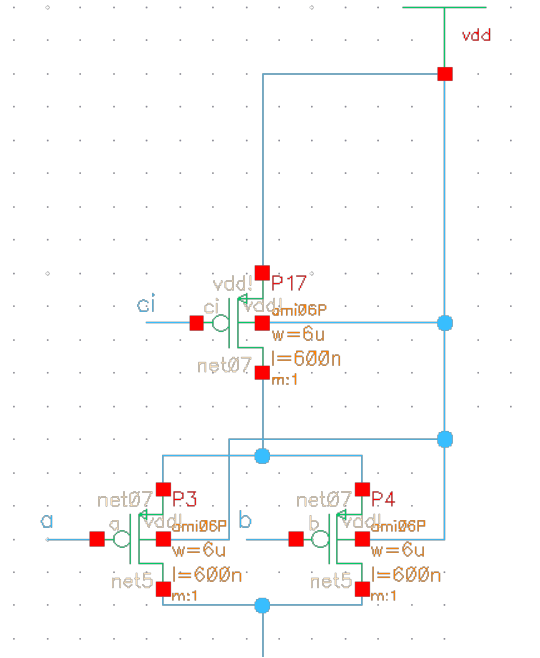 vdd
vdd! P17
ci ci vdd! ami06P
w=6u
net07 l=600n
m:1
net07 P3 net07 P4
a a vdd! ami06P b b vdd! ami06P
w=6u w=6u
net5 l=600n net5 l=600n
m:1 m:1